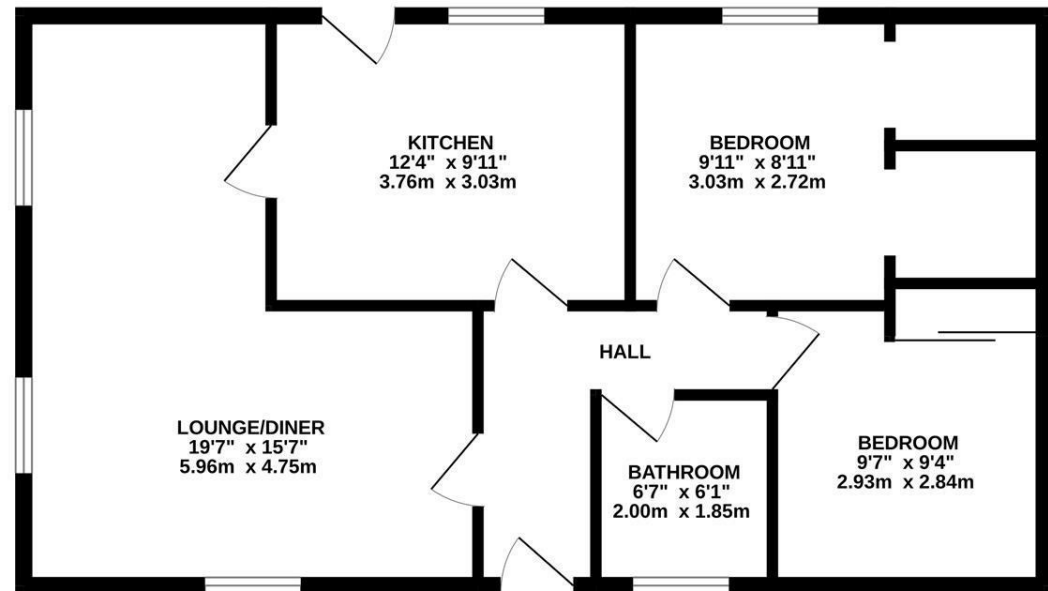 KITCHEN
12'4" x 9'11"
3.76m x 3.03m
BEDROOM
9'11" x 8'11"
3.03m x 2.72m
HALL
LOUNGE/DINER
19'7" x 15'7"
5.96m x 4.75m
BATHROOM
6'7" x 6'1"
2.00m x 1.85m
BEDROOM
9'7" x 9'4"
2.93m x 2.84m